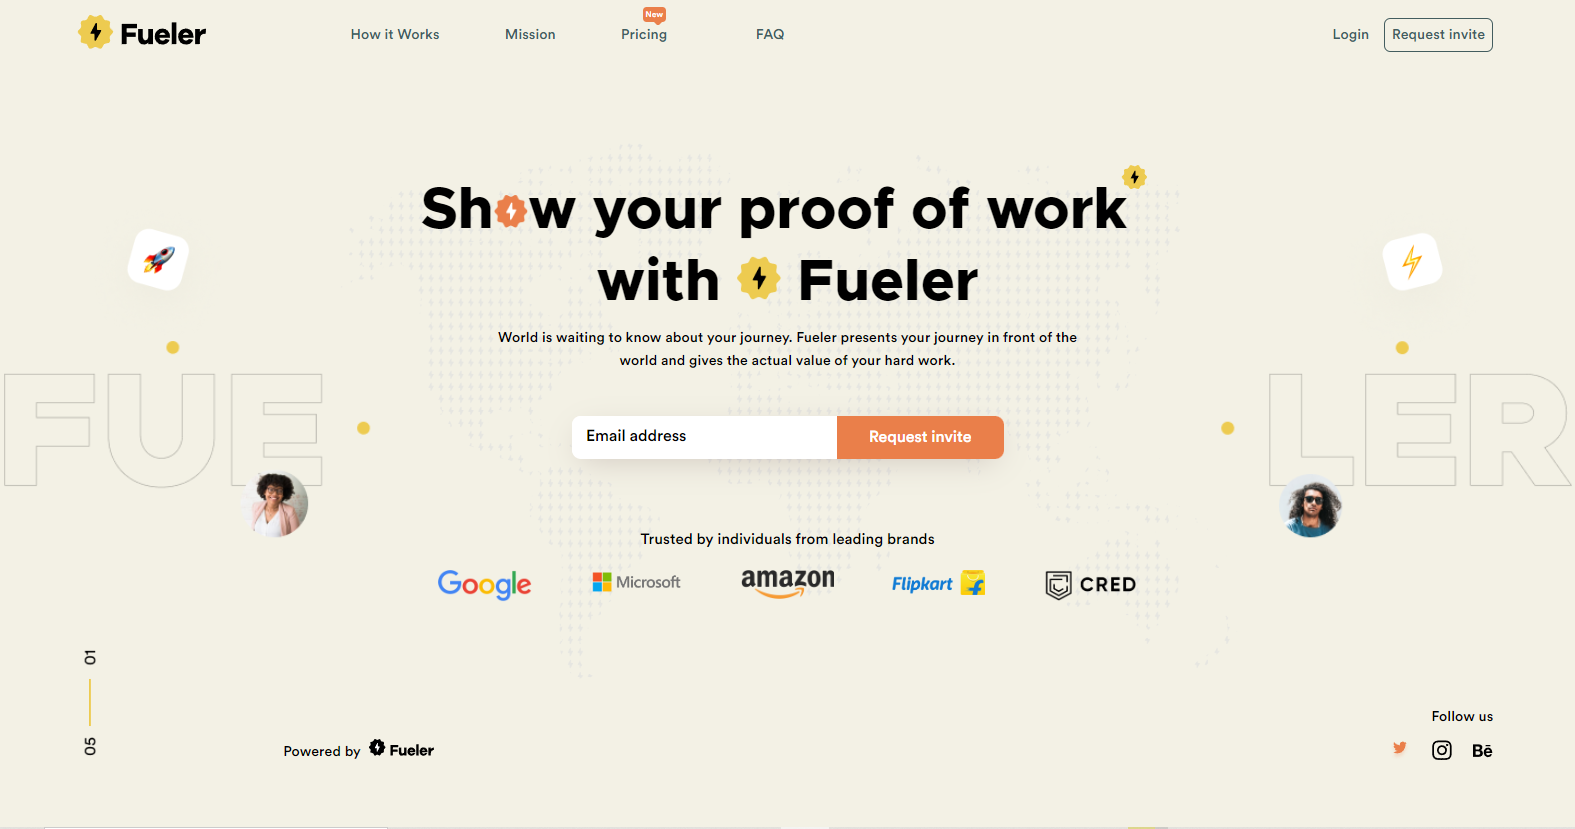 Fueler
How it Works
Mission
New
Pricing
FAQ
Login
Request invite
Show your proof of work
with Fueler
World is waiting to know about your journey. Fueler presents your journey in front of the
world and gives the actual value of your hard work.
FUE
LER
Email address
Request invite
Trusted by individuals from leading brands
Google
Microsoft
amazon
Flipkart
CRED
01
05
Powered by Fueler
Follow us
Bē